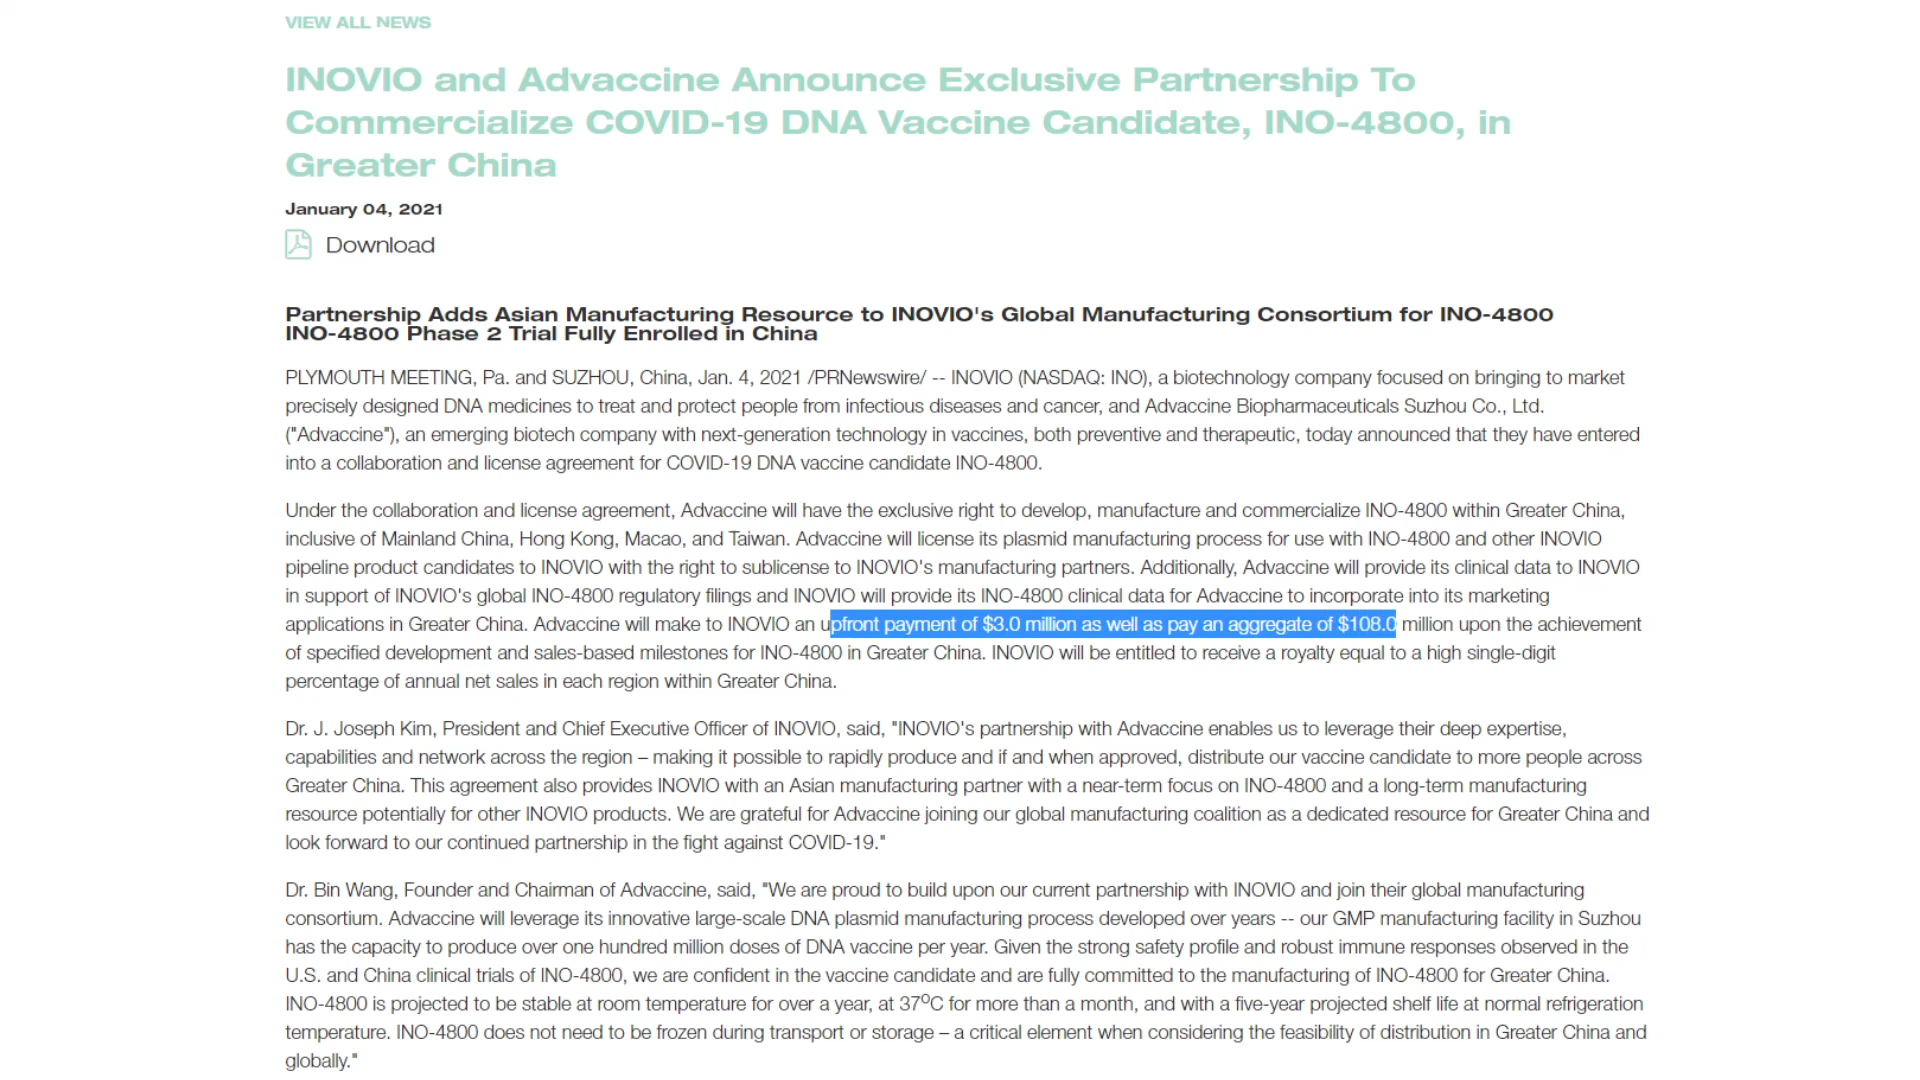 VIEW ALL NEWS
INOVIO and Advaccine Announce Exclusive Partnership To
Commercialize COVID-19 DNA Vaccine Candidate, INO-4800, in
Greater China
January 04, 2021
Download
Partnership Adds Asian Manufacturing Resource to INOVIO's Global Manufacturing Consortium for INO-4800
INO-4800 Phase 2 Trial Fully Enrolled in China
PLYMOUTH MEETING, Pa. and SUZHOU, China, Jan. 4, 2021 /PRNewswire/ -- INOVIO (NASDAQ: INO), a biotechnology company focused on bringing to market
precisely designed DNA medicines to treat and protect people from infectious diseases and cancer, and Advaccine Biopharmaceuticals Suzhou Co., Ltd.
("Advaccine"), an emerging biotech company with next-generation technology in vaccines, both preventive and therapeutic, today announced that they have entered
into a collaboration and license agreement for COVID-19 DNA vaccine candidate INO-4800.
Under the collaboration and license agreement, Advaccine will have the exclusive right to develop, manufacture and commercialize INO-4800 within Greater China,
inclusive of Mainland China, Hong Kong, Macao, and Taiwan. Advaccine will license its plasmid manufacturing process for use with INO-4800 and other INOVIO
pipeline product candidates to INOVIO with the right to sublicense to INOVIO's manufacturing partners. Additionally, Advaccine will provide its clinical data to INOVIO
in support of INOVIO's global INO-4800 regulatory filings and INOVIO will provide its INO-4800 clinical data for Advaccine to incorporate into its marketing
applications in Greater China. Advaccine will make to INOVIO an upfront payment of $3.0 million as well as pay an aggregate of $108.0 million upon the achievement
of specified development and sales-based milestones for INO-4800 in Greater China. INOVIO will be entitled to receive a royalty equal to a high single-digit
percentage of annual net sales in each region within Greater China.
Dr. J. Joseph Kim, President and Chief Executive Officer of INOVIO, said, "INOVIO's partnership with Advaccine enables us to leverage their deep expertise,
capabilities and network across the region – making it possible to rapidly produce and if and when approved, distribute our vaccine candidate to more people across
Greater China. This agreement also provides INOVIO with an Asian manufacturing partner with a near-term focus on INO-4800 and a long-term manufacturing
resource potentially for other INOVIO products. We are grateful for Advaccine joining our global manufacturing coalition as a dedicated resource for Greater China and
look forward to our continued partnership in the fight against COVID-19."
Dr. Bin Wang, Founder and Chairman of Advaccine, said, "We are proud to build upon our current partnership with INOVIO and join their global manufacturing
consortium. Advaccine will leverage its innovative large-scale DNA plasmid manufacturing process developed over years -- our GMP manufacturing facility in Suzhou
has the capacity to produce over one hundred million doses of DNA vaccine per year. Given the strong safety profile and robust immune responses observed in the
U.S. and China clinical trials of INO-4800, we are confident in the vaccine candidate and are fully committed to the manufacturing of INO-4800 for Greater China.
INO-4800 is projected to be stable at room temperature for over a year, at 37ºC for more than a month, and with a five-year projected shelf life at normal refrigeration
temperature. INO-4800 does not need to be frozen during transport or storage – a critical element when considering the feasibility of distribution in Greater China and
globally."